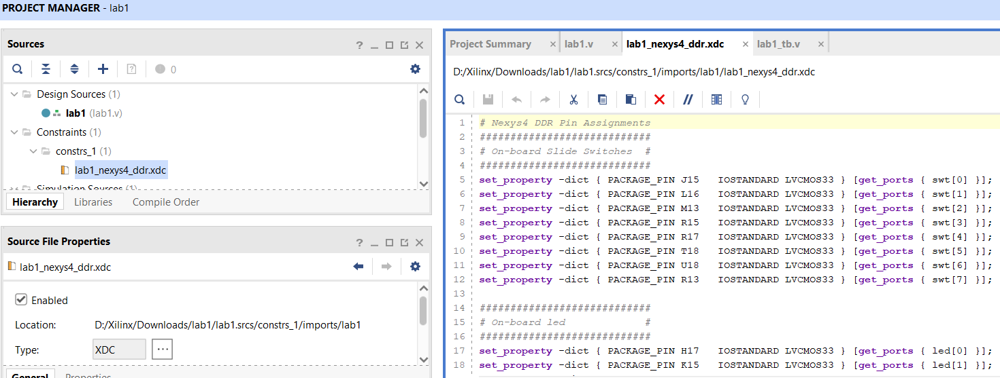 PROJECT MANAGER - lab1
Sources
? _
0
Design Sources (1)
lab1 (lab1.v)
Constraints (1)
constrs_1 (1)
lab1_nexys4_ddr.xdc
Simulation Sources (1)
Hierarchy Libraries Compile Order
Source File Properties
? _
lab1_nexys4_ddr.xdc
Enabled
Location: D:/Xilinx/Downloads/lab1/lab1.srcs/constrs_1/imports/lab1
Type: XDC ...
General Properties
Project Summary × lab1.v × lab1_nexys4_ddr.xdc × lab1_tb.v ×
D:/Xilinx/Downloads/lab1/lab1.srcs/constrs_1/imports/lab1/lab1_nexys4_ddr.xdc
1 # Nexys4 DDR Pin Assignments
2 ############################
3 # On-board Slide Switches  #
4 ############################
5 set_property -dict { PACKAGE_PIN J15   IOSTANDARD LVCMOS33 } [get_ports { swt[0] }];
6 set_property -dict { PACKAGE_PIN L16   IOSTANDARD LVCMOS33 } [get_ports { swt[1] }];
7 set_property -dict { PACKAGE_PIN M13   IOSTANDARD LVCMOS33 } [get_ports { swt[2] }];
8 set_property -dict { PACKAGE_PIN R15   IOSTANDARD LVCMOS33 } [get_ports { swt[3] }];
9 set_property -dict { PACKAGE_PIN R17   IOSTANDARD LVCMOS33 } [get_ports { swt[4] }];
10 set_property -dict { PACKAGE_PIN T18   IOSTANDARD LVCMOS33 } [get_ports { swt[5] }];
11 set_property -dict { PACKAGE_PIN U18   IOSTANDARD LVCMOS33 } [get_ports { swt[6] }];
12 set_property -dict { PACKAGE_PIN R13   IOSTANDARD LVCMOS33 } [get_ports { swt[7] }];
13
14 ############################
15 # On-board led             #
16 ############################
17 set_property -dict { PACKAGE_PIN H17   IOSTANDARD LVCMOS33 } [get_ports { led[0] }];
18 set_property -dict { PACKAGE_PIN K15   IOSTANDARD LVCMOS33 } [get_ports { led[1] }];